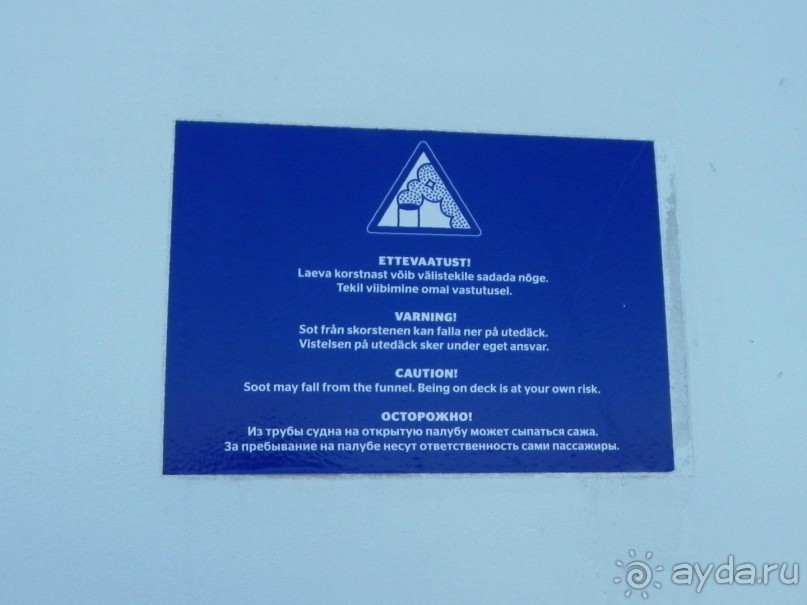 ETTEVAATUST!
Laeva korstnast võib välistekile sadada nõge.
Tekil viibimine omal vastutusel.
VARNING!
Sot från skorstenen kan falla ner på utedäck.
Vistelsen på utedäck sker under eget ansvar.
CAUTION!
Soot may fall from the funnel. Being on deck is at your own risk.
ОСТОРОЖНО!
Из трубы судна на открытую палубу может сыпаться сажа.
За пребывание на палубе несут ответственность сами пассажиры.
ayda.ru